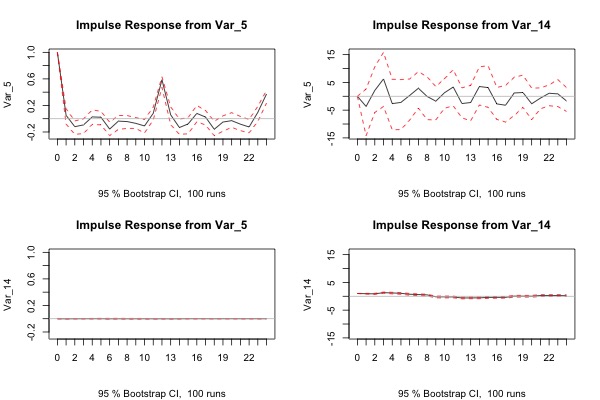 Impulse Response from Var_5
Var_5
1.0
0.6
0.2
-0.2
0 2 4 6 8 10 13 16 19 22
95 % Bootstrap CI, 100 runs
Impulse Response from Var_14
Var_5
15
5
-5
-15
0 2 4 6 8 10 13 16 19 22
95 % Bootstrap CI, 100 runs
Impulse Response from Var_5
Var_14
1.0
0.6
0.2
-0.2
0 2 4 6 8 10 13 16 19 22
95 % Bootstrap CI, 100 runs
Impulse Response from Var_14
Var_14
15
5
-5
-15
0 2 4 6 8 10 13 16 19 22
95 % Bootstrap CI, 100 runs